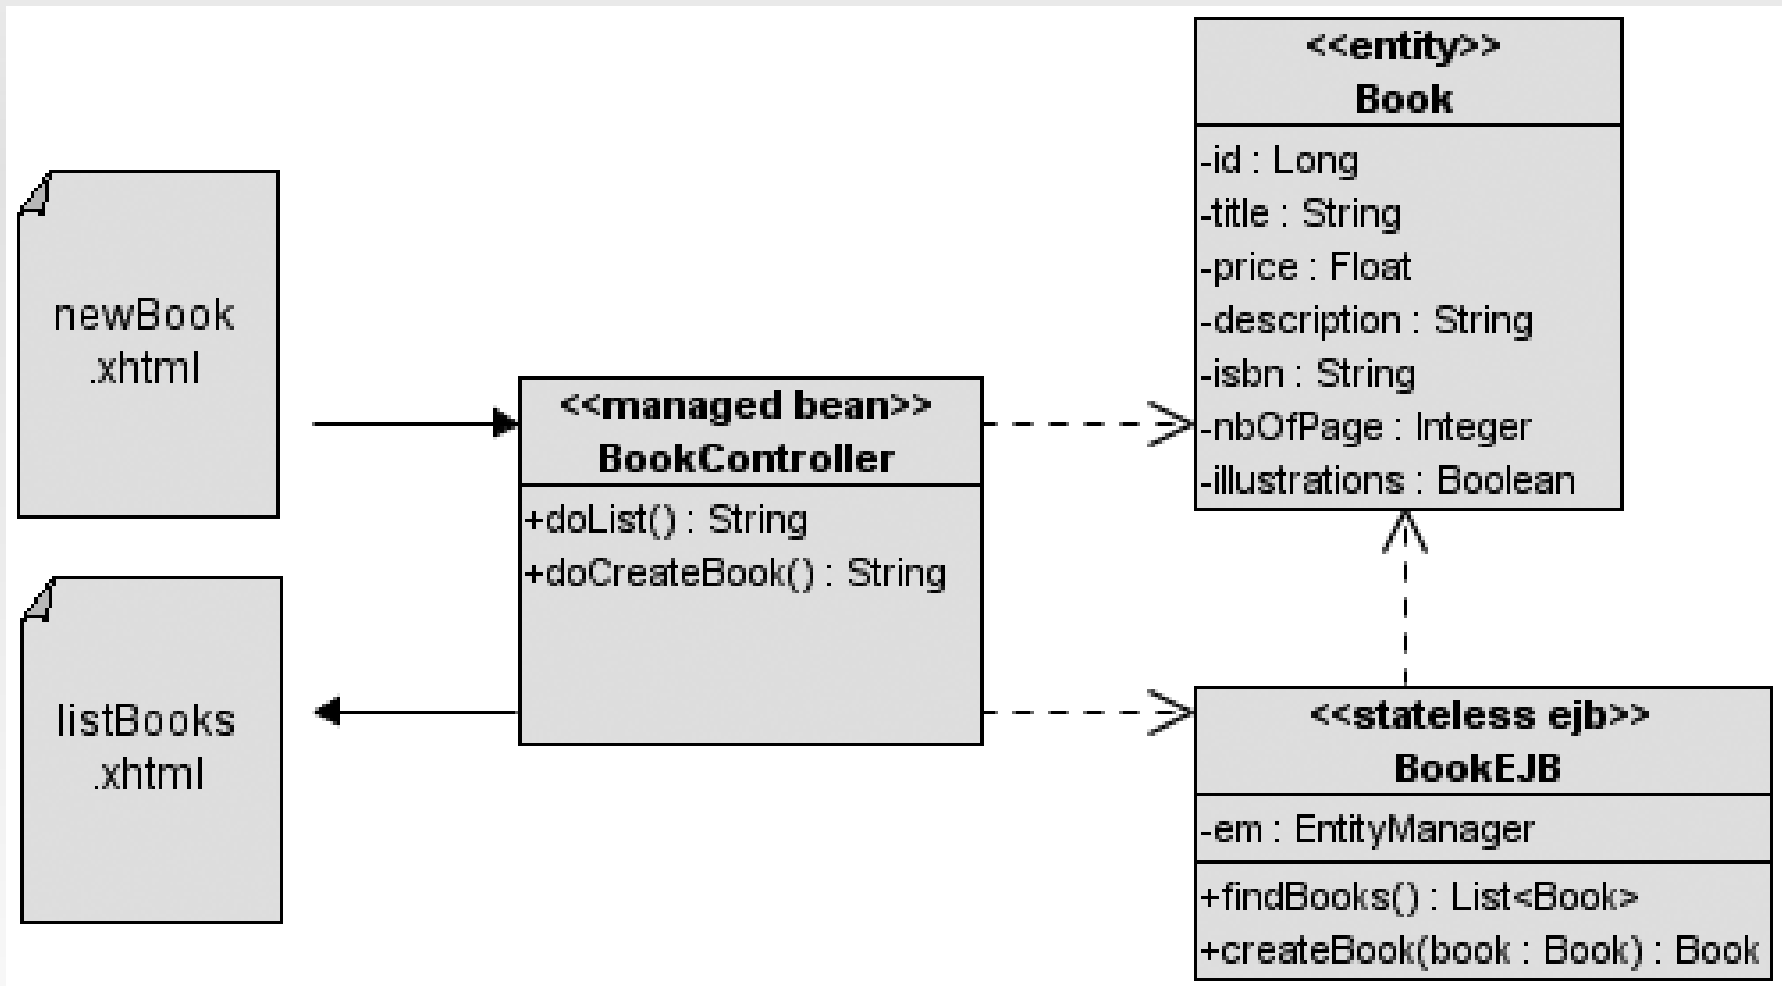 newBook
.xhtml
listBooks
.xhtml
<<managed bean>>
BookController
+doList() : String
+doCreateBook() : String
<<entity>>
Book
-id : Long
-title : String
-price : Float
-description : String
-isbn : String
-nbOfPage : Integer
-illustrations : Boolean
<<stateless ejb>>
BookEJB
-em : EntityManager
+findBooks() : List<Book>
+createBook(book : Book) : Book